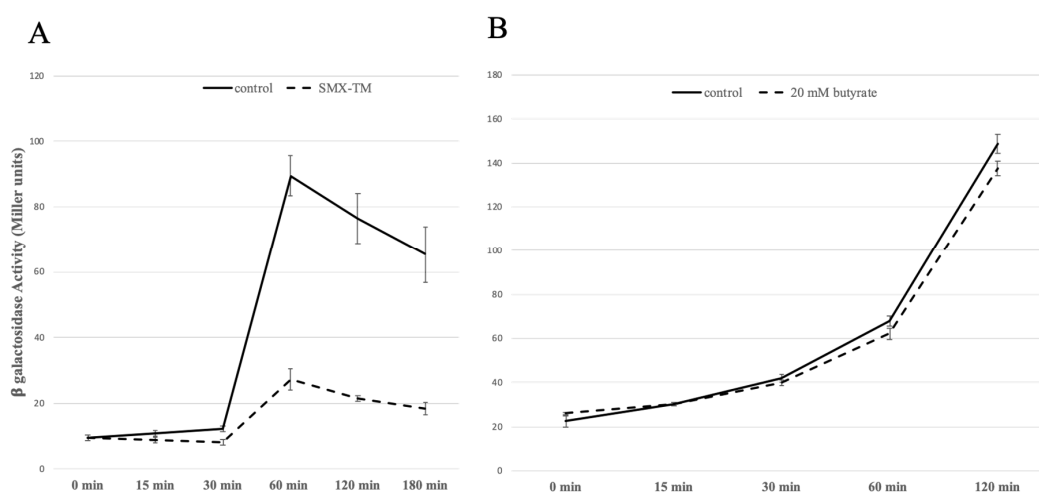 A
control SMX-TM
β galactosidase Activity (Miller units)
120
100
80
60
40
20
0
0 min 15 min 30 min 60 min 120 min 180 min
B
control 20 mM butyrate
180
160
140
120
100
80
60
40
20
0
0 min 15 min 30 min 60 min 120 min